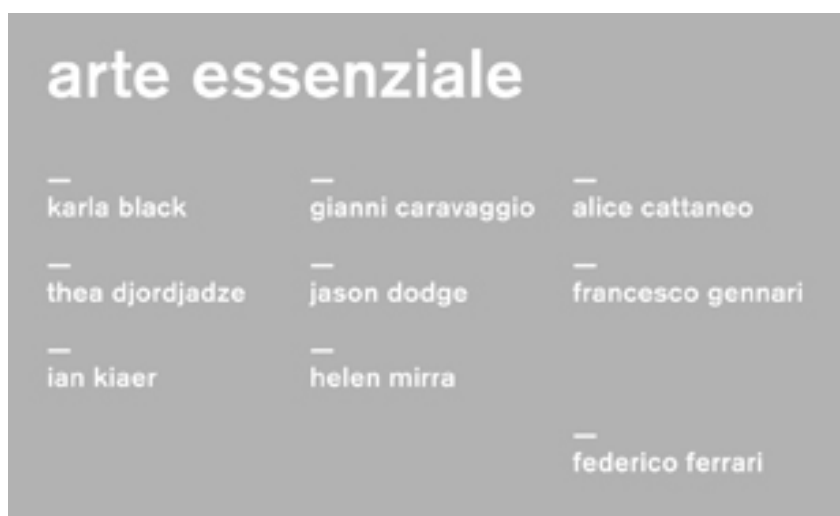 arte essenziale
karla black
gianni caravaggio
alice cattaneo
thea djordjadze
jason dodge
francesco gennari
ian kiaer
helen mirra
federico ferrari